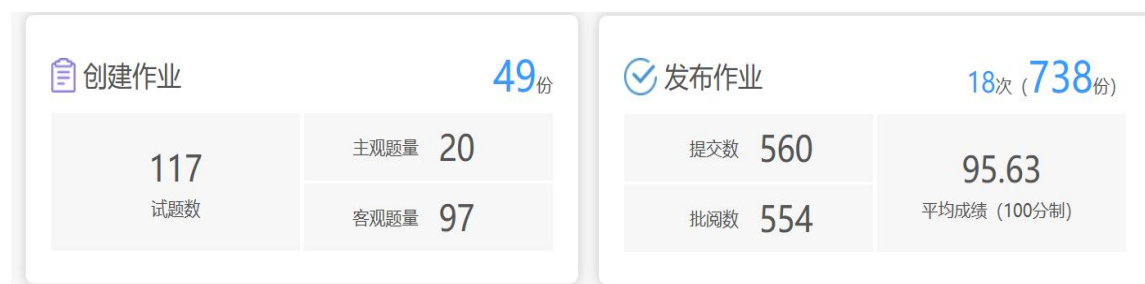 创建作业 49份
117
试题数
主观题量 20
客观题量 97
发布作业 18次 (738份)
提交数 560
批阅数 554
95.63
平均成绩 (100分制)